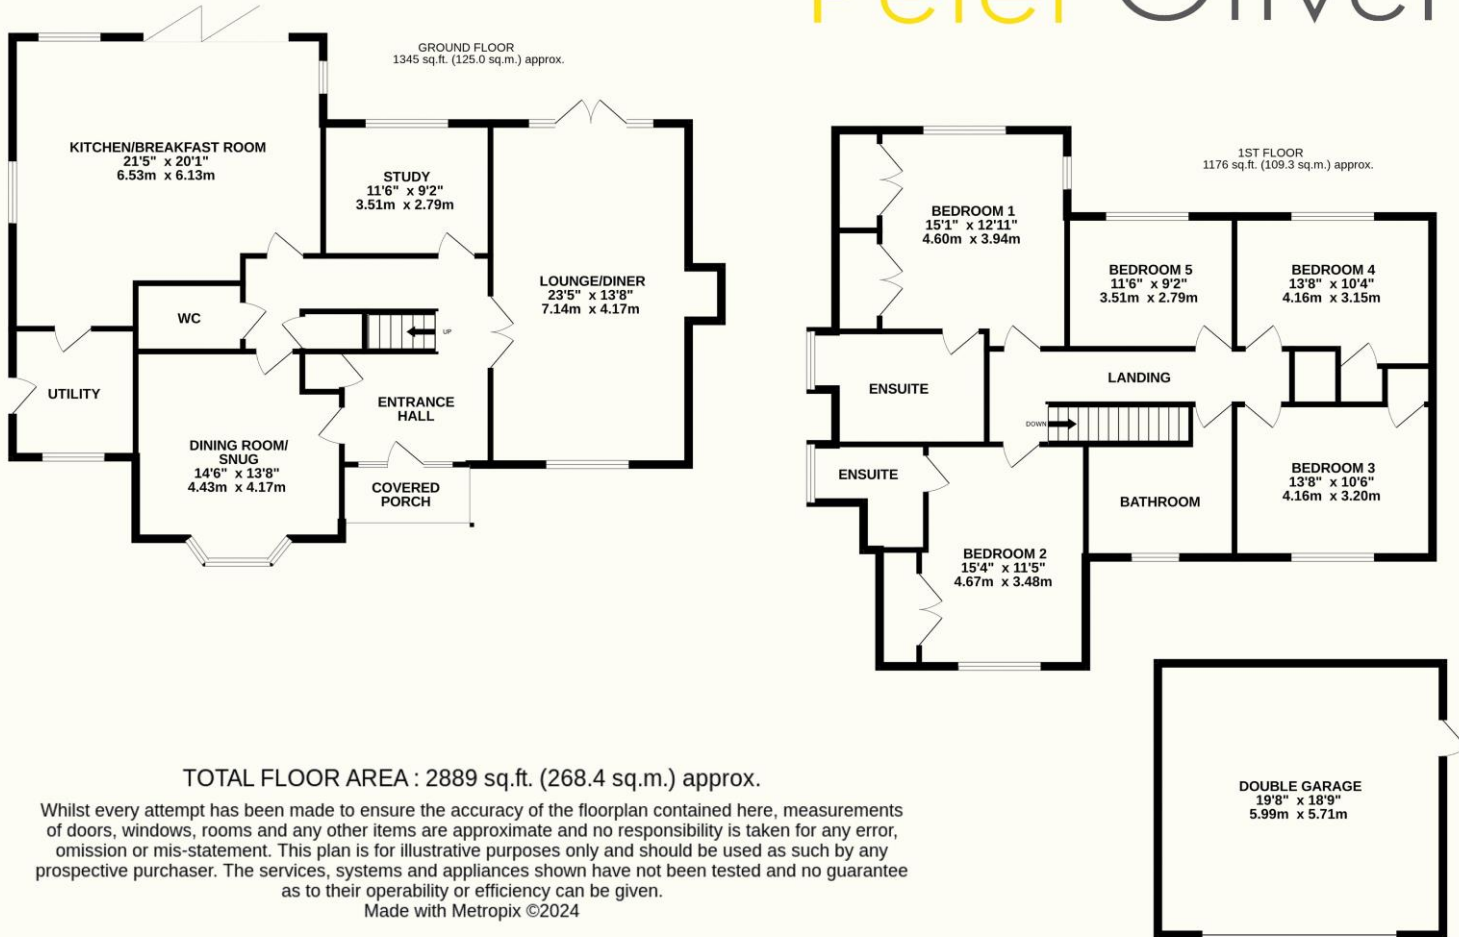 Peter Oliver
GROUND FLOOR
1345 sq.ft. (125.0 sq.m.) approx.
KITCHEN/BREAKFAST ROOM
21'5" x 20'1"
6.53m x 6.13m
STUDY
11'6" x 9'2"
3.51m x 2.79m
LOUNGE/DINER
23'5" x 13'8"
7.14m x 4.17m
WC
UP
UTILITY
ENTRANCE
HALL
DINING ROOM/
SNUG
14'6" x 13'8"
4.43m x 4.17m
COVERED
PORCH
1ST FLOOR
1176 sq.ft. (109.3 sq.m.) approx.
BEDROOM 1
15'1" x 12'11"
4.60m x 3.94m
BEDROOM 5
11'6" x 9'2"
3.51m x 2.79m
BEDROOM 4
13'8" x 10'4"
4.16m x 3.15m
ENSUITE
LANDING
DOWN
ENSUITE
BEDROOM 3
13'8" x 10'6"
4.16m x 3.20m
BATHROOM
BEDROOM 2
15'4" x 11'5"
4.67m x 3.48m
DOUBLE GARAGE
19'8" x 18'9"
5.99m x 5.71m
TOTAL FLOOR AREA : 2889 sq.ft. (268.4 sq.m.) approx.
Whilst every attempt has been made to ensure the accuracy of the floorplan contained here, measurements
of doors, windows, rooms and any other items are approximate and no responsibility is taken for any error,
omission or mis-statement. This plan is for illustrative purposes only and should be used as such by any
prospective purchaser. The services, systems and appliances shown have not been tested and no guarantee
as to their operability or efficiency can be given.
Made with Metropix ©2024